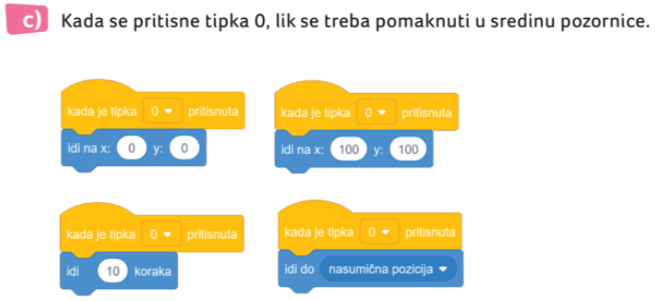 c) Kada se pritisne tipka 0, lik se treba pomaknuti u sredinu pozornice.
kada je tipka 0 pritisnuta
idi na x: 0 y: 0
kada je tipka 0 pritisnuta
idi na x: 100 y: 100
kada je tipka 0 pritisnuta
idi 10 koraka
kada je tipka 0 pritisnuta
idi do nasumična pozicija